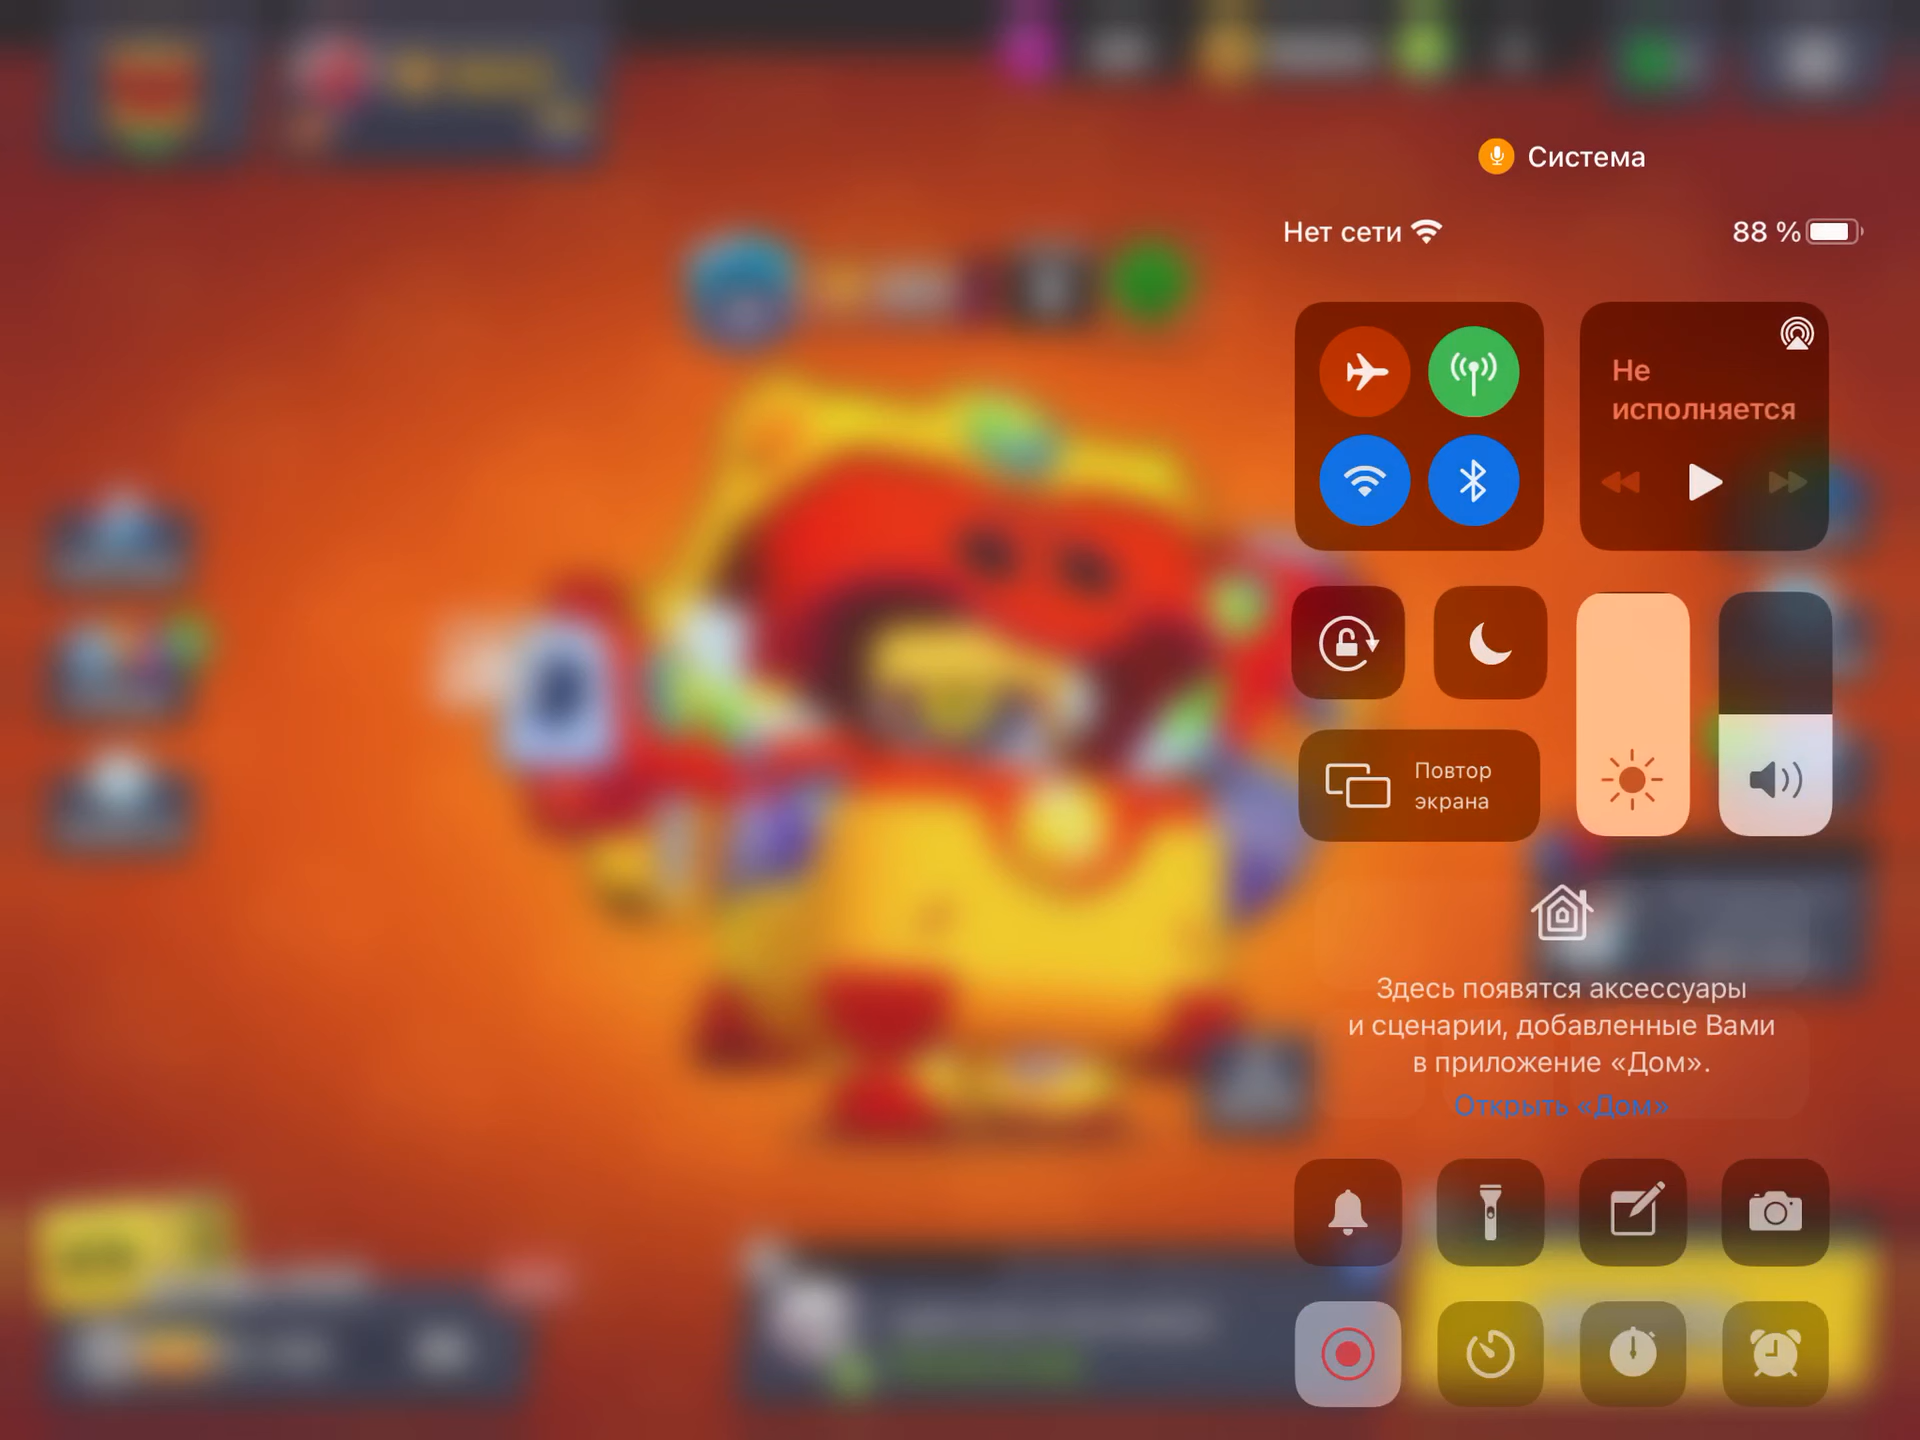 Система
Нет сети 88 %
Не
исполняется
Повтор
экрана
Здесь появятся аксессуары
и сценарии, добавленные Вами
в приложение «Дом».
Открыть «Дом»